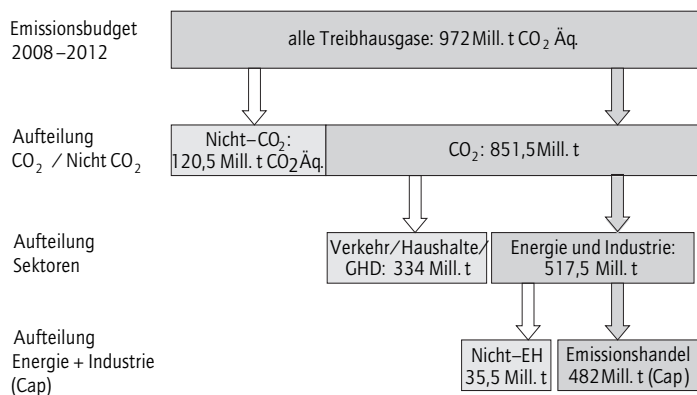 Emissionsbudget
2008–2012
alle Treibhausgase: 972 Mill. t CO₂ Äq.
Aufteilung
CO₂ / Nicht CO₂
Nicht–CO₂:
120,5 Mill. t CO₂ Äq.
CO₂: 851,5 Mill. t
Aufteilung
Sektoren
Verkehr/Haushalte/
GHD: 334 Mill. t
Energie und Industrie:
517,5 Mill. t
Aufteilung
Energie + Industrie
(Cap)
Nicht–EH
35,5 Mill. t
Emissionshandel
482 Mill. t (Cap)